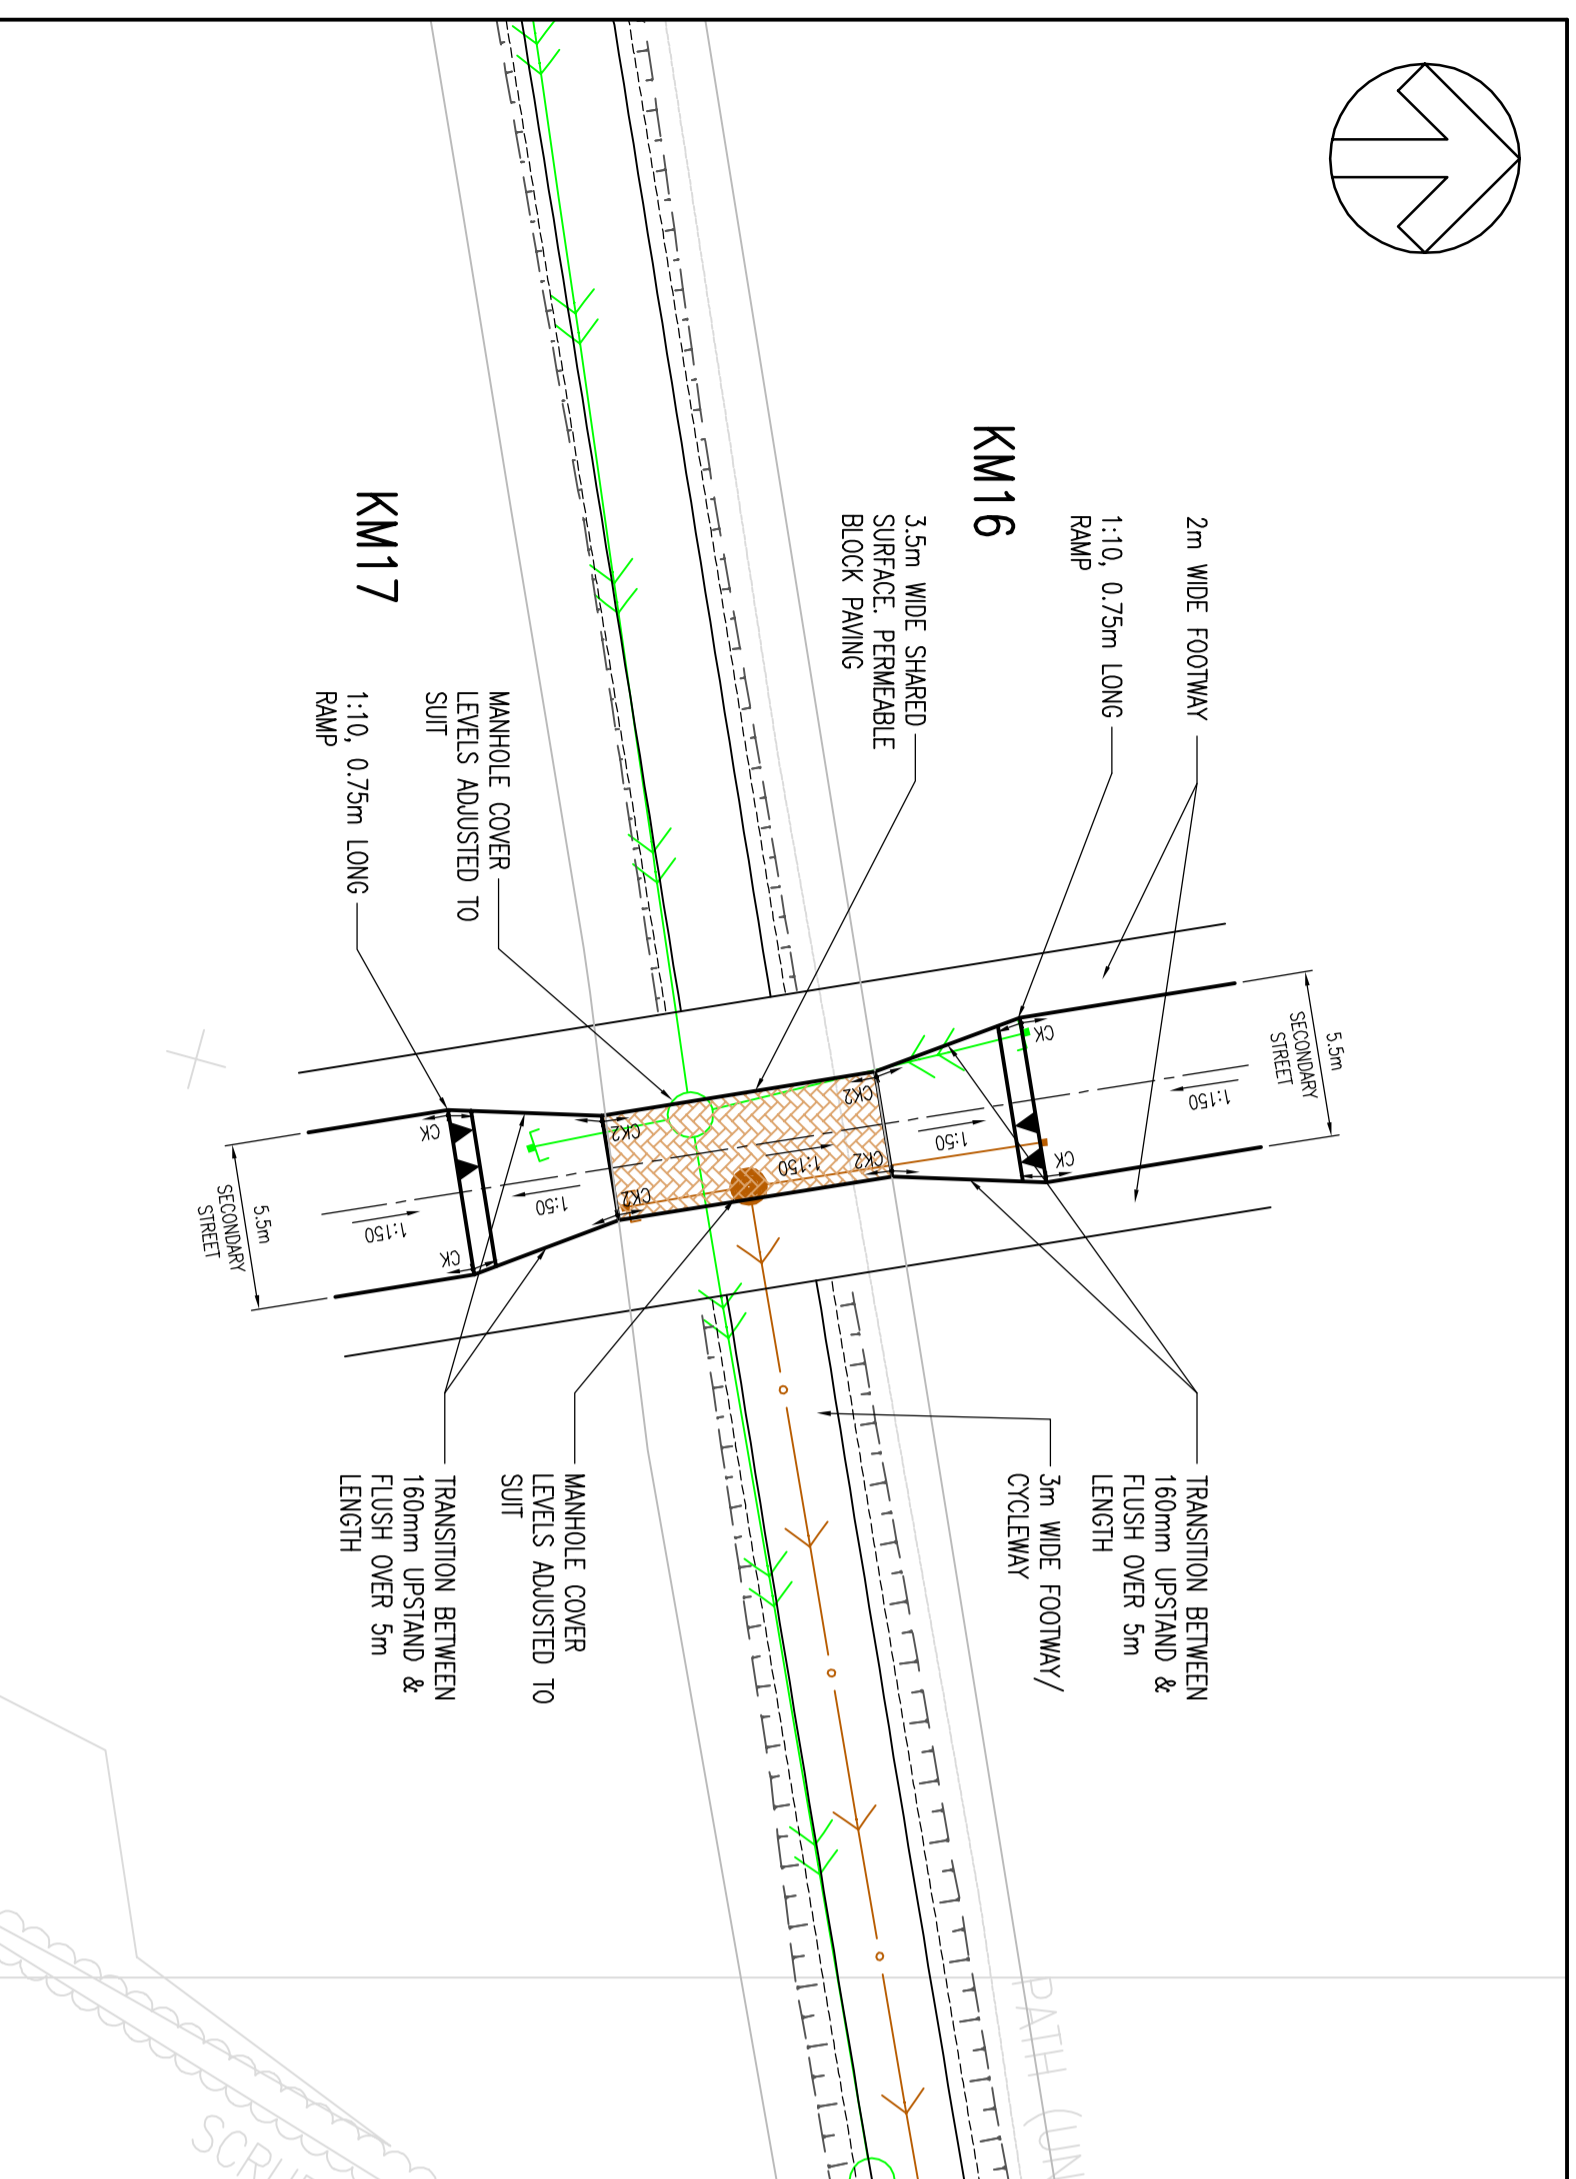 2m WIDE FOOTWAY
1:10, 0.75m LONG
RAMP
KM16
3.5m WIDE SHARED
SURFACE. PERMEABLE
BLOCK PAVING
KM17
MANHOLE COVER
LEVELS ADJUSTED TO
SUIT
1:10, 0.75m LONG
RAMP
5.5m
SECONDARY
STREET
1:150
CK
CK
1:50
CK2
CK2
1:150
CK2
CK2
1:50
CK
CK
1:150
5.5m
SECONDARY
STREET
TRANSITION BETWEEN
160mm UPSTAND &
FLUSH OVER 5m
LENGTH
3m WIDE FOOTWAY/
CYCLEWAY
MANHOLE COVER
LEVELS ADJUSTED TO
SUIT
TRANSITION BETWEEN
160mm UPSTAND &
FLUSH OVER 5m
LENGTH
PATH (UN